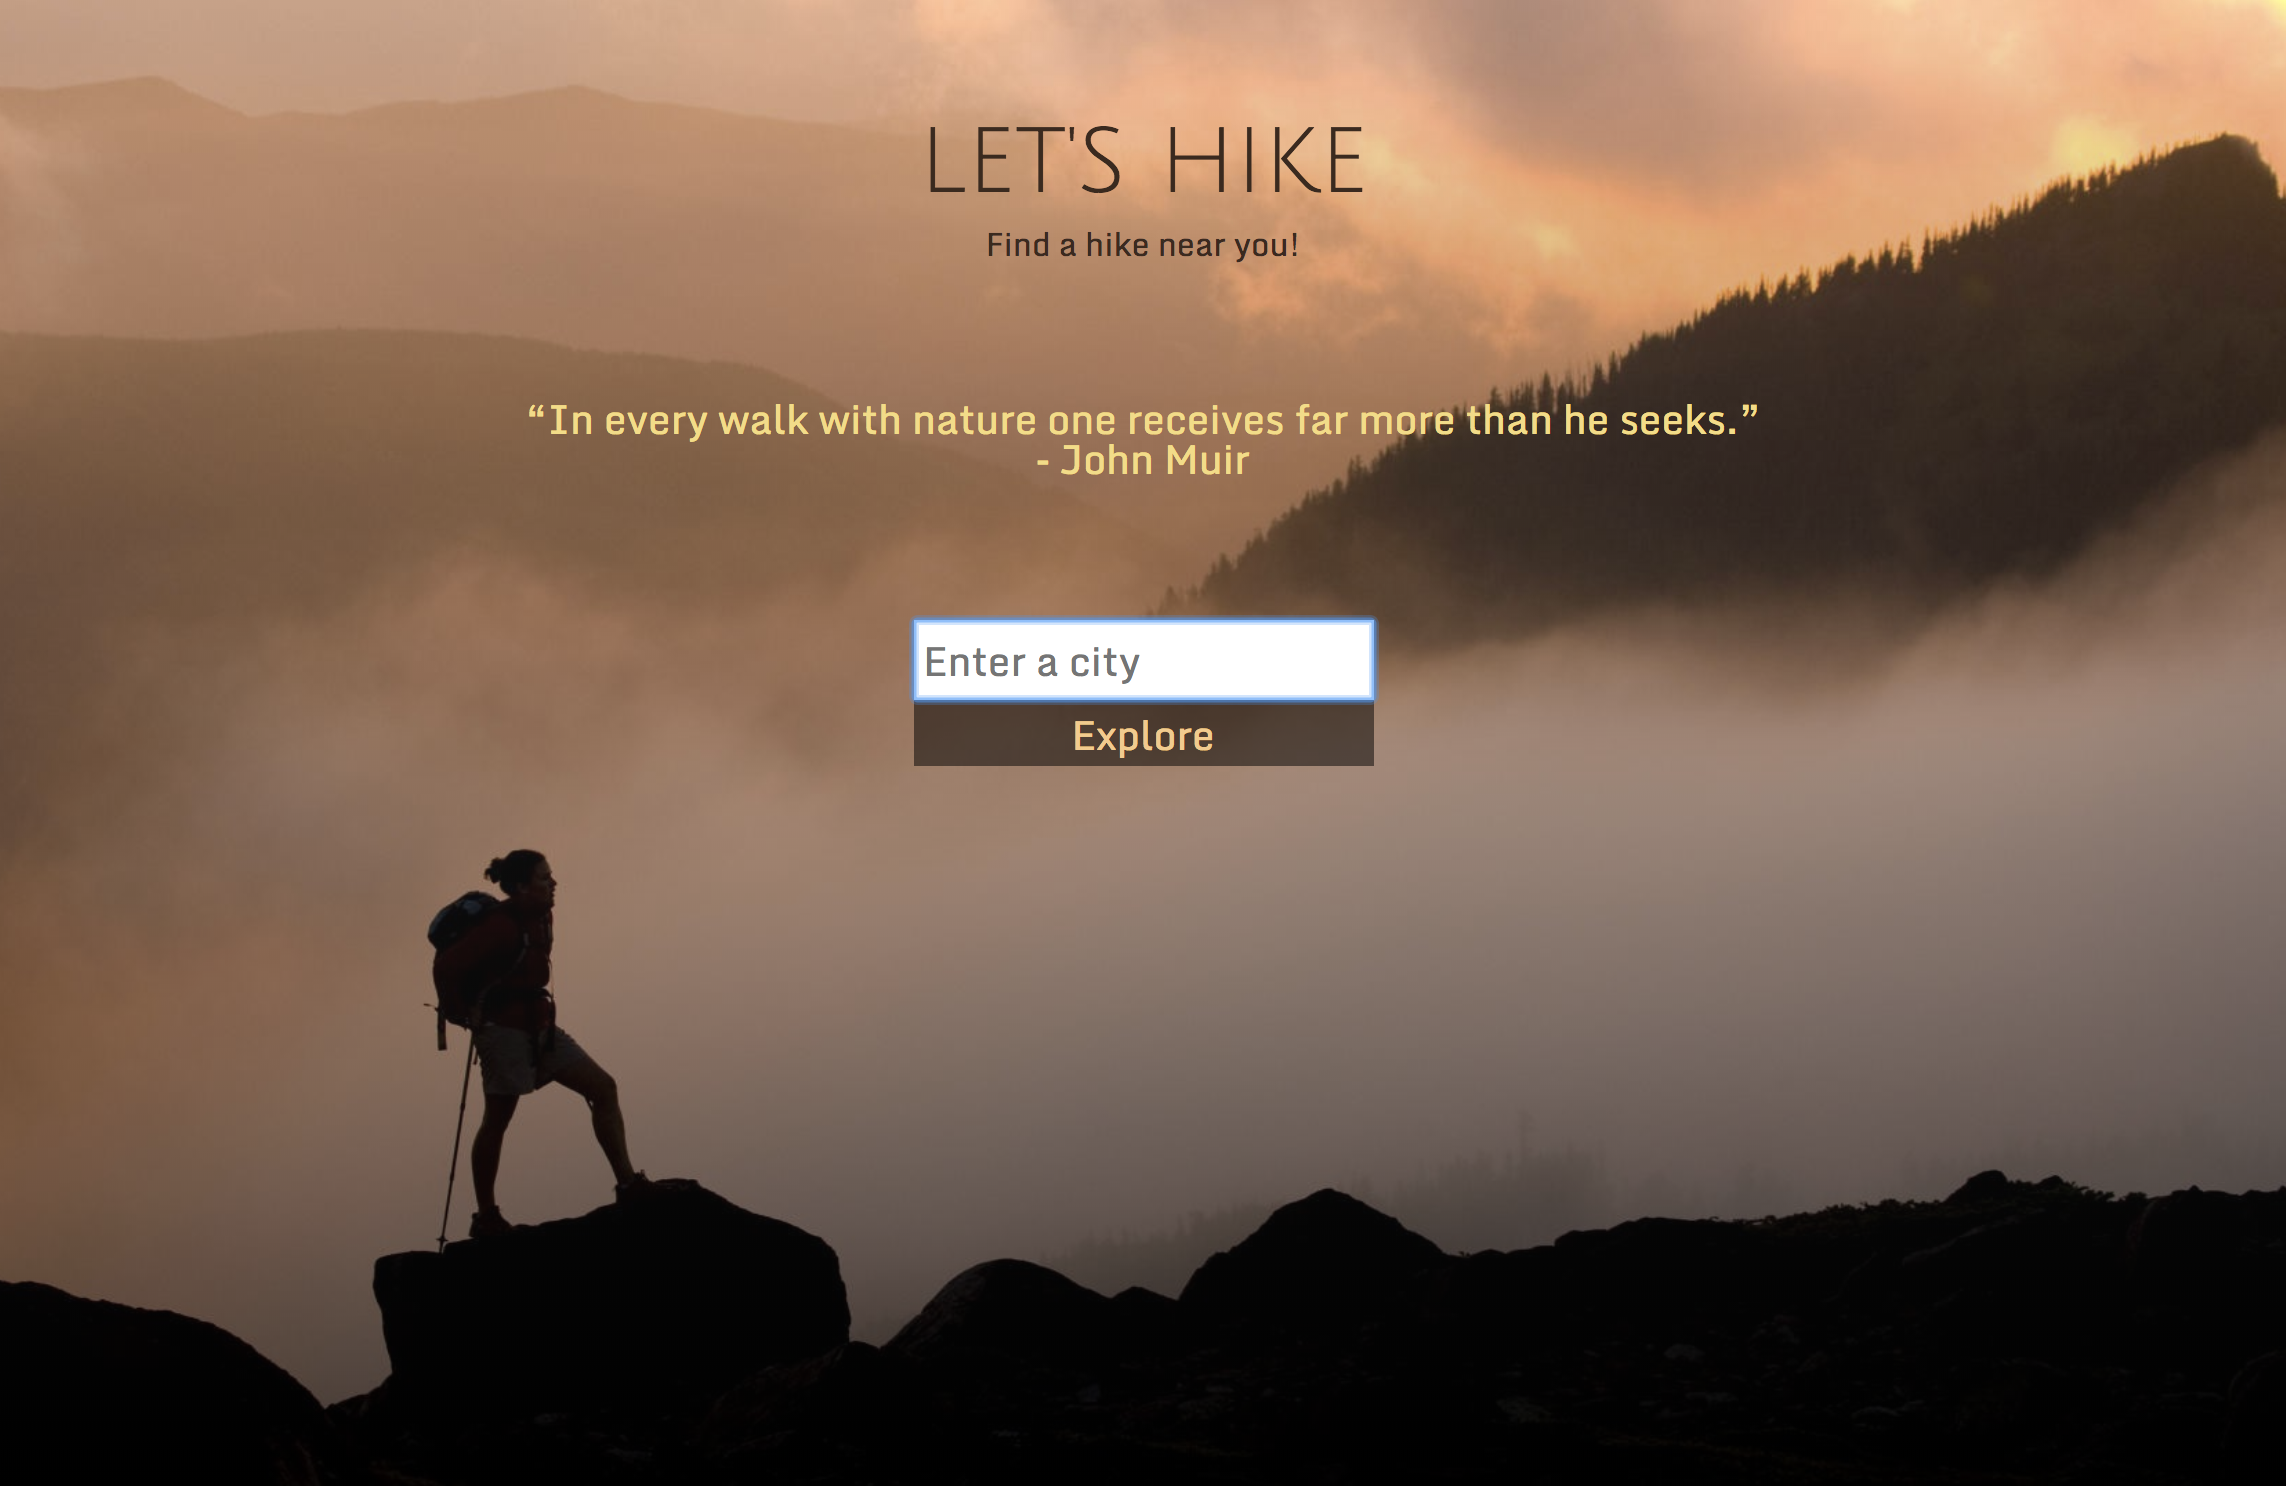 LET'S HIKE
Find a hike near you!
“In every walk with nature one receives far more than he seeks.”
- John Muir
Enter a city
Explore